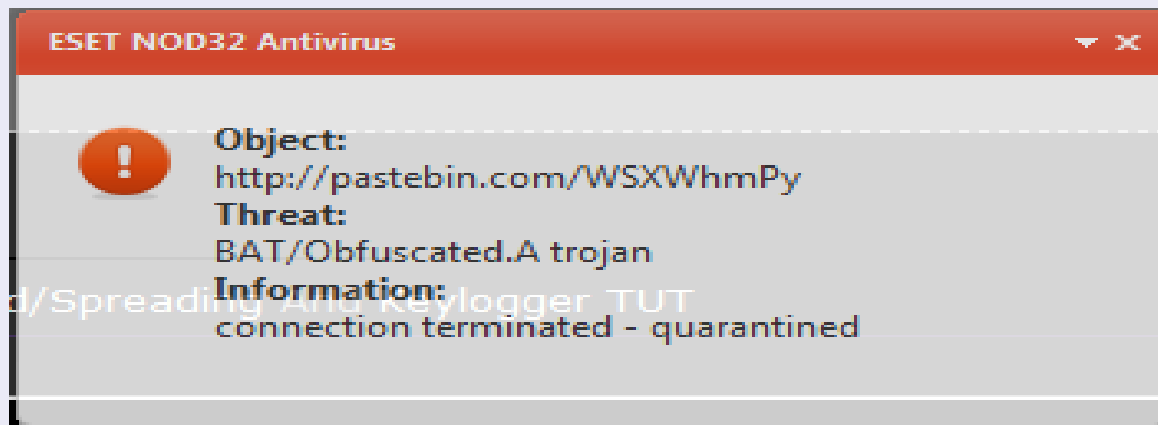 ESET NOD32 Antivirus
Object:
http://pastebin.com/WSXWhmPy
Threat:
BAT/Obfuscated.A trojan
Information:
d/Spreading And Keylogger TUT
connection terminated - quarantined